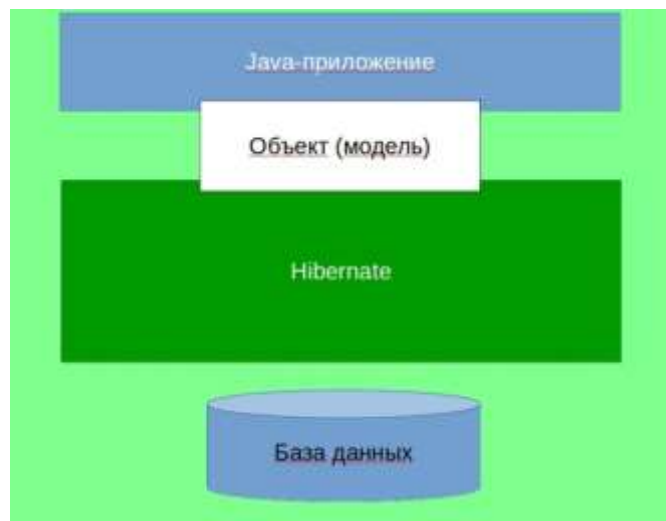 Java-приложение
Объект (модель)
Hibernate
База данных